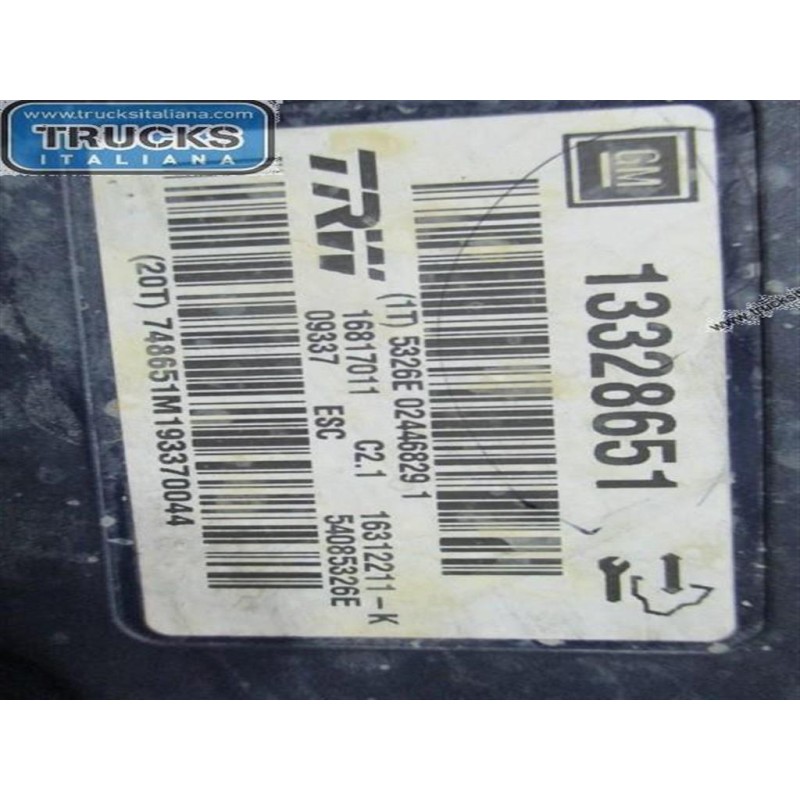 www.trucksitaliana.com
TRUCKS
ITALIANA
GM
13328651
(1T) 5326E 02446829 1
TRW
16817011 C2.1 16312211-K
09337 ESC 54085326E
(20T) 748651M193370044